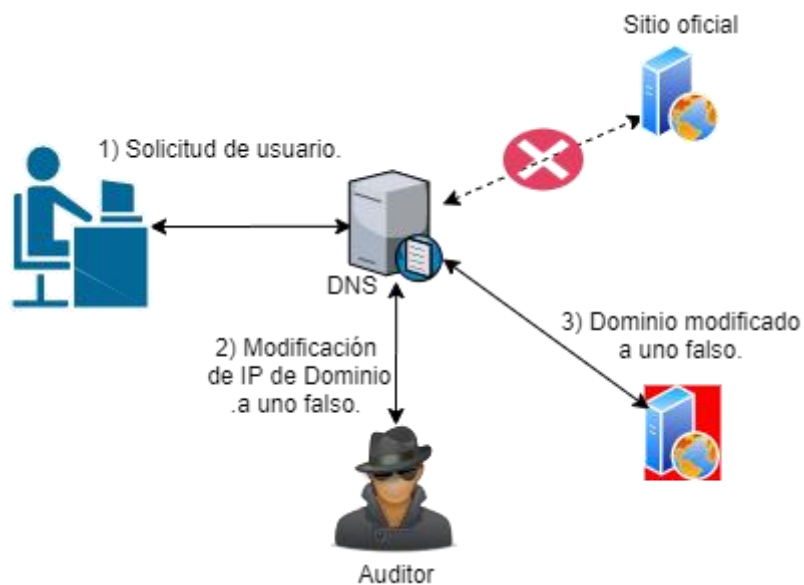 Sitio oficial
1) Solicitud de usuario.
DNS
2) Modificación
de IP de Dominio
.a uno falso.
3) Dominio modificado
a uno falso.
Auditor